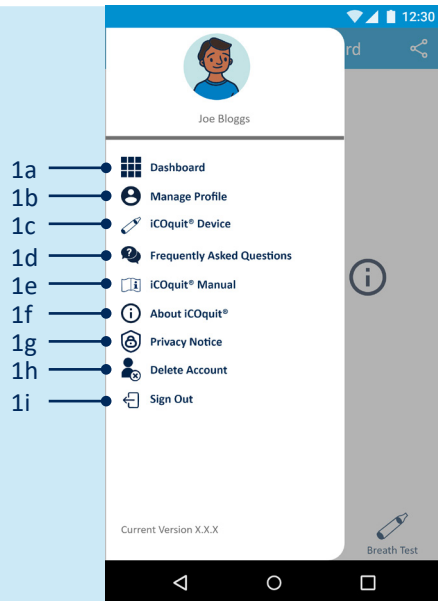 12:30
rd
Joe Bloggs
1a Dashboard
1b Manage Profile
1c iCOquit® Device
1d Frequently Asked Questions
1e iCOquit® Manual
1f About iCOquit®
1g Privacy Notice
1h Delete Account
1i Sign Out
Current Version X.X.X
Breath Test